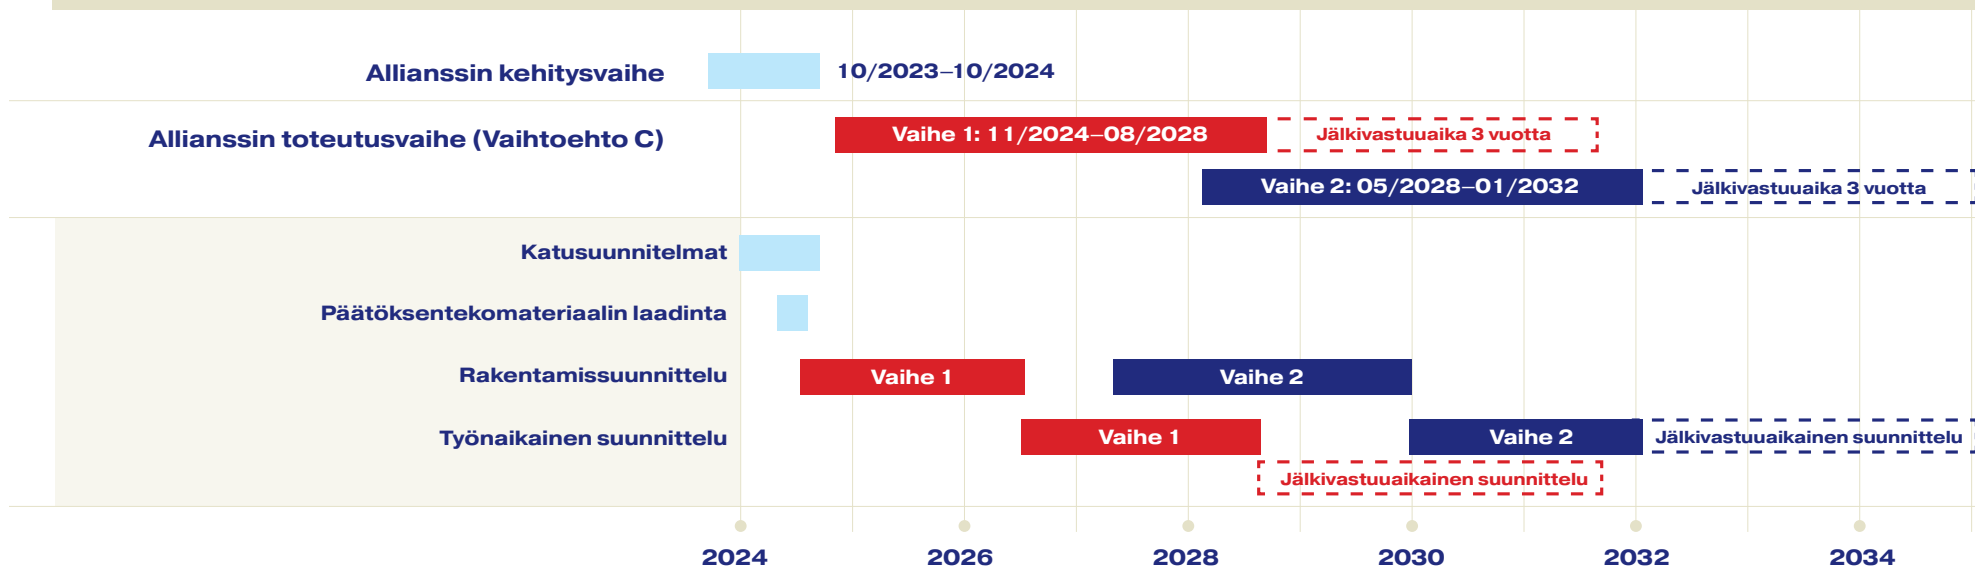 Allianssin kehitysvaihe
10/2023–10/2024
Allianssin toteutusvaihe (Vaihtoehto C)
Vaihe 1: 11/2024–08/2028
Jälkivastuuaika 3 vuotta
Vaihe 2: 05/2028–01/2032
Jälkivastuuaika 3 vuotta
Katusuunnitelmat
Päätöksentekomateriaalin laadinta
Rakentamissuunnittelu
Vaihe 1
Vaihe 2
Työnaikainen suunnittelu
Vaihe 1
Vaihe 2
Jälkivastuuaikainen suunnittelu
Jälkivastuuaikainen suunnittelu
2024
2026
2028
2030
2032
2034